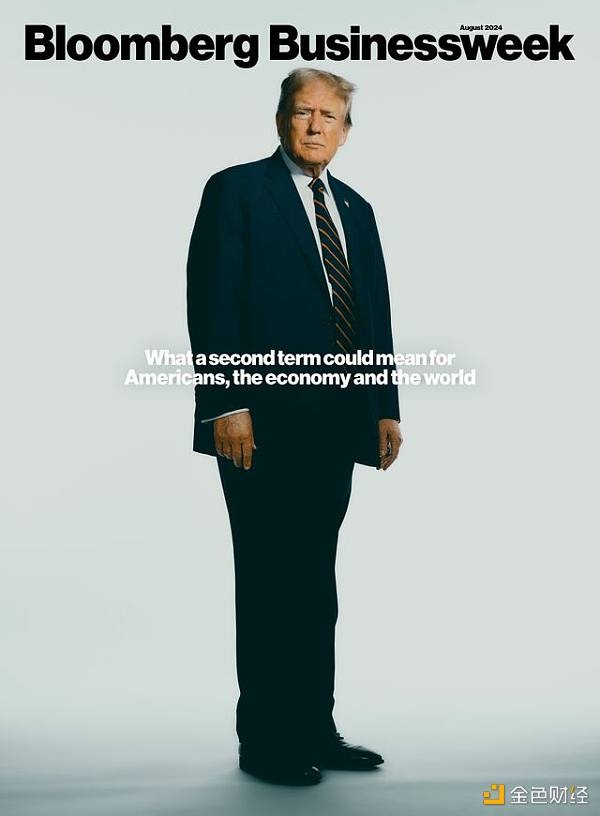 August 2024
Bloomberg Businessweek
What a second term could mean for
Americans, the economy and the world
金色财经